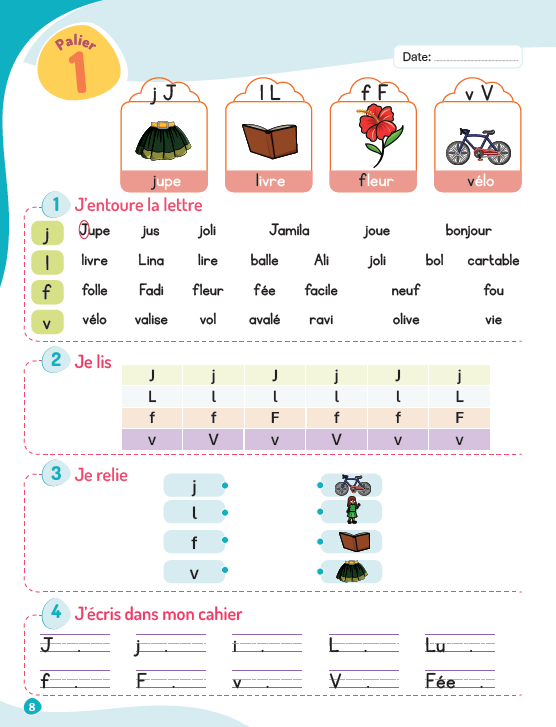 Palier
1
Date:
j J
l L
f F
v V
jupe
livre
fleur
vélo
1 J'entoure la lettre
j Jupe jus joli Jamila joue bonjour
l livre Lina lire balle Ali joli bol cartable
f folle Fadi fleur fée facile neuf fou
v vélo valise vol avalé ravi olive vie
2 Je lis
J j J j J j
L l l l l L
f f F f f F
v V v V v v
3 Je relie
j
l
f
v
4 J'écris dans mon cahier
J . j . i . L . Lu .
f . F . v . V . Fée .
8